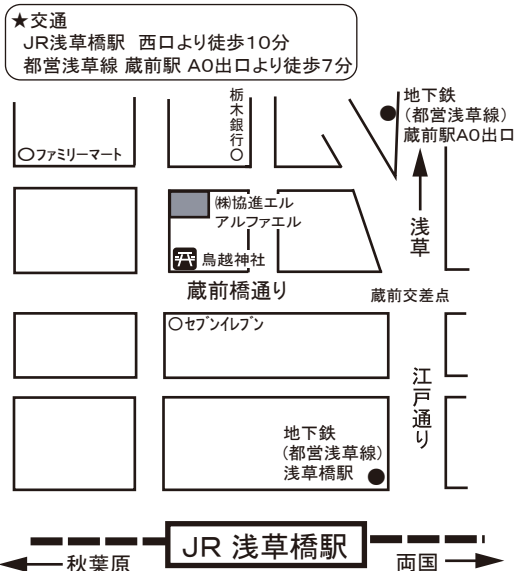 ★交通
JR浅草橋駅 西口より徒歩10分
都営浅草線 蔵前駅 A0出口より徒歩7分
栃木銀行○
地下鉄
(都営浅草線)
蔵前駅A0出口
○ファミリーマート
㈱協進エル
アルファエル
浅草
鳥越神社
蔵前橋通り
蔵前交差点
○セブンイレブン
江戸通り
地下鉄
(都営浅草線)
浅草橋駅
JR 浅草橋駅
秋葉原
両国